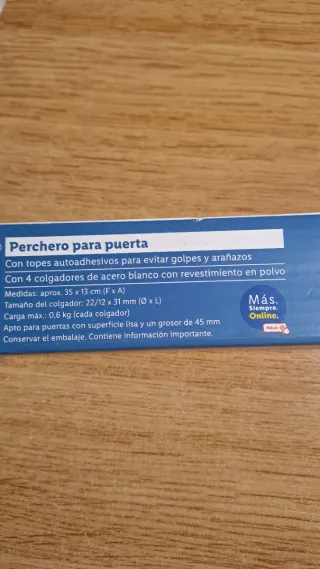 Perchero para puerta
Con topes autoadhesivos para evitar golpes y arañazos
Con 4 colgadores de acero blanco con revestimiento en polvo
Medidas: aprox. 35 x 13 cm (F x A)
Tamaño del colgador: 22/12 x 31 mm (Ø x L)
Carga máx.: 0,6 kg (cada colgador)
Apto para puertas con superficie lisa y un grosor de 45 mm
Conservar el embalaje. Contiene información importante.
Más.
Siempre.
Online.